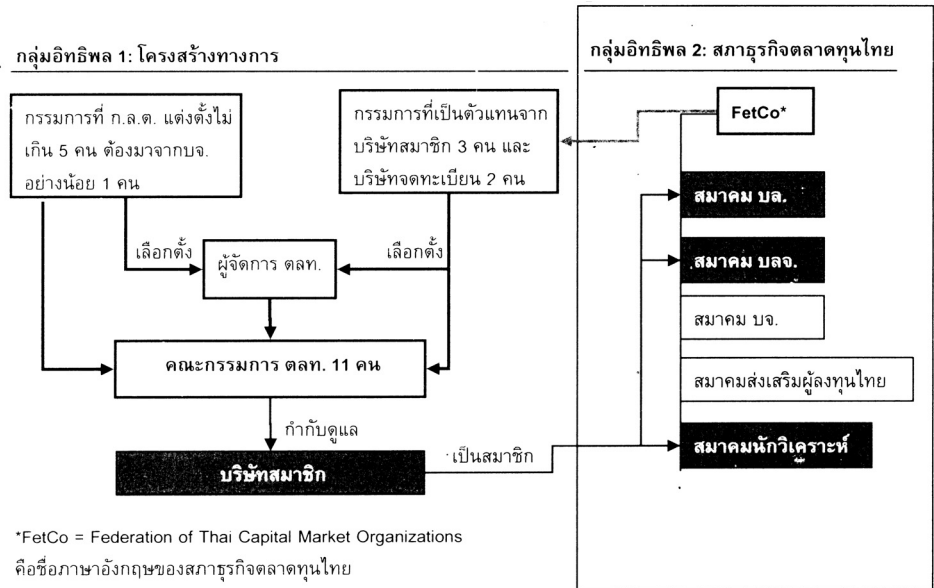 กลุ่มอิทธิพล 1: โครงสร้างทางการ
กรรมการที่ ก.ล.ต. แต่งตั้งไม่
เกิน 5 คน ต้องมาจากบจ.
อย่างน้อย 1 คน
กรรมการที่เป็นตัวแทนจาก
บริษัทสมาชิก 3 คน และ
บริษัทจดทะเบียน 2 คน
เลือกตั้ง
ผู้จัดการ ตลท.
เลือกตั้ง
คณะกรรมการ ตลท. 11 คน
กำกับดูแล
บริษัทสมาชิก
เป็นสมาชิก
กลุ่มอิทธิพล 2: สภาธุรกิจตลาดทุนไทย
FetCo*
สมาคม บล.
สมาคม บลจ.
สมาคม บจ.
สมาคมส่งเสริมผู้ลงทุนไทย
สมาคมนักวิเคราะห์
*FetCo = Federation of Thai Capital Market Organizations
คือชื่อภาษาอังกฤษของสภาธุรกิจตลาดทุนไทย